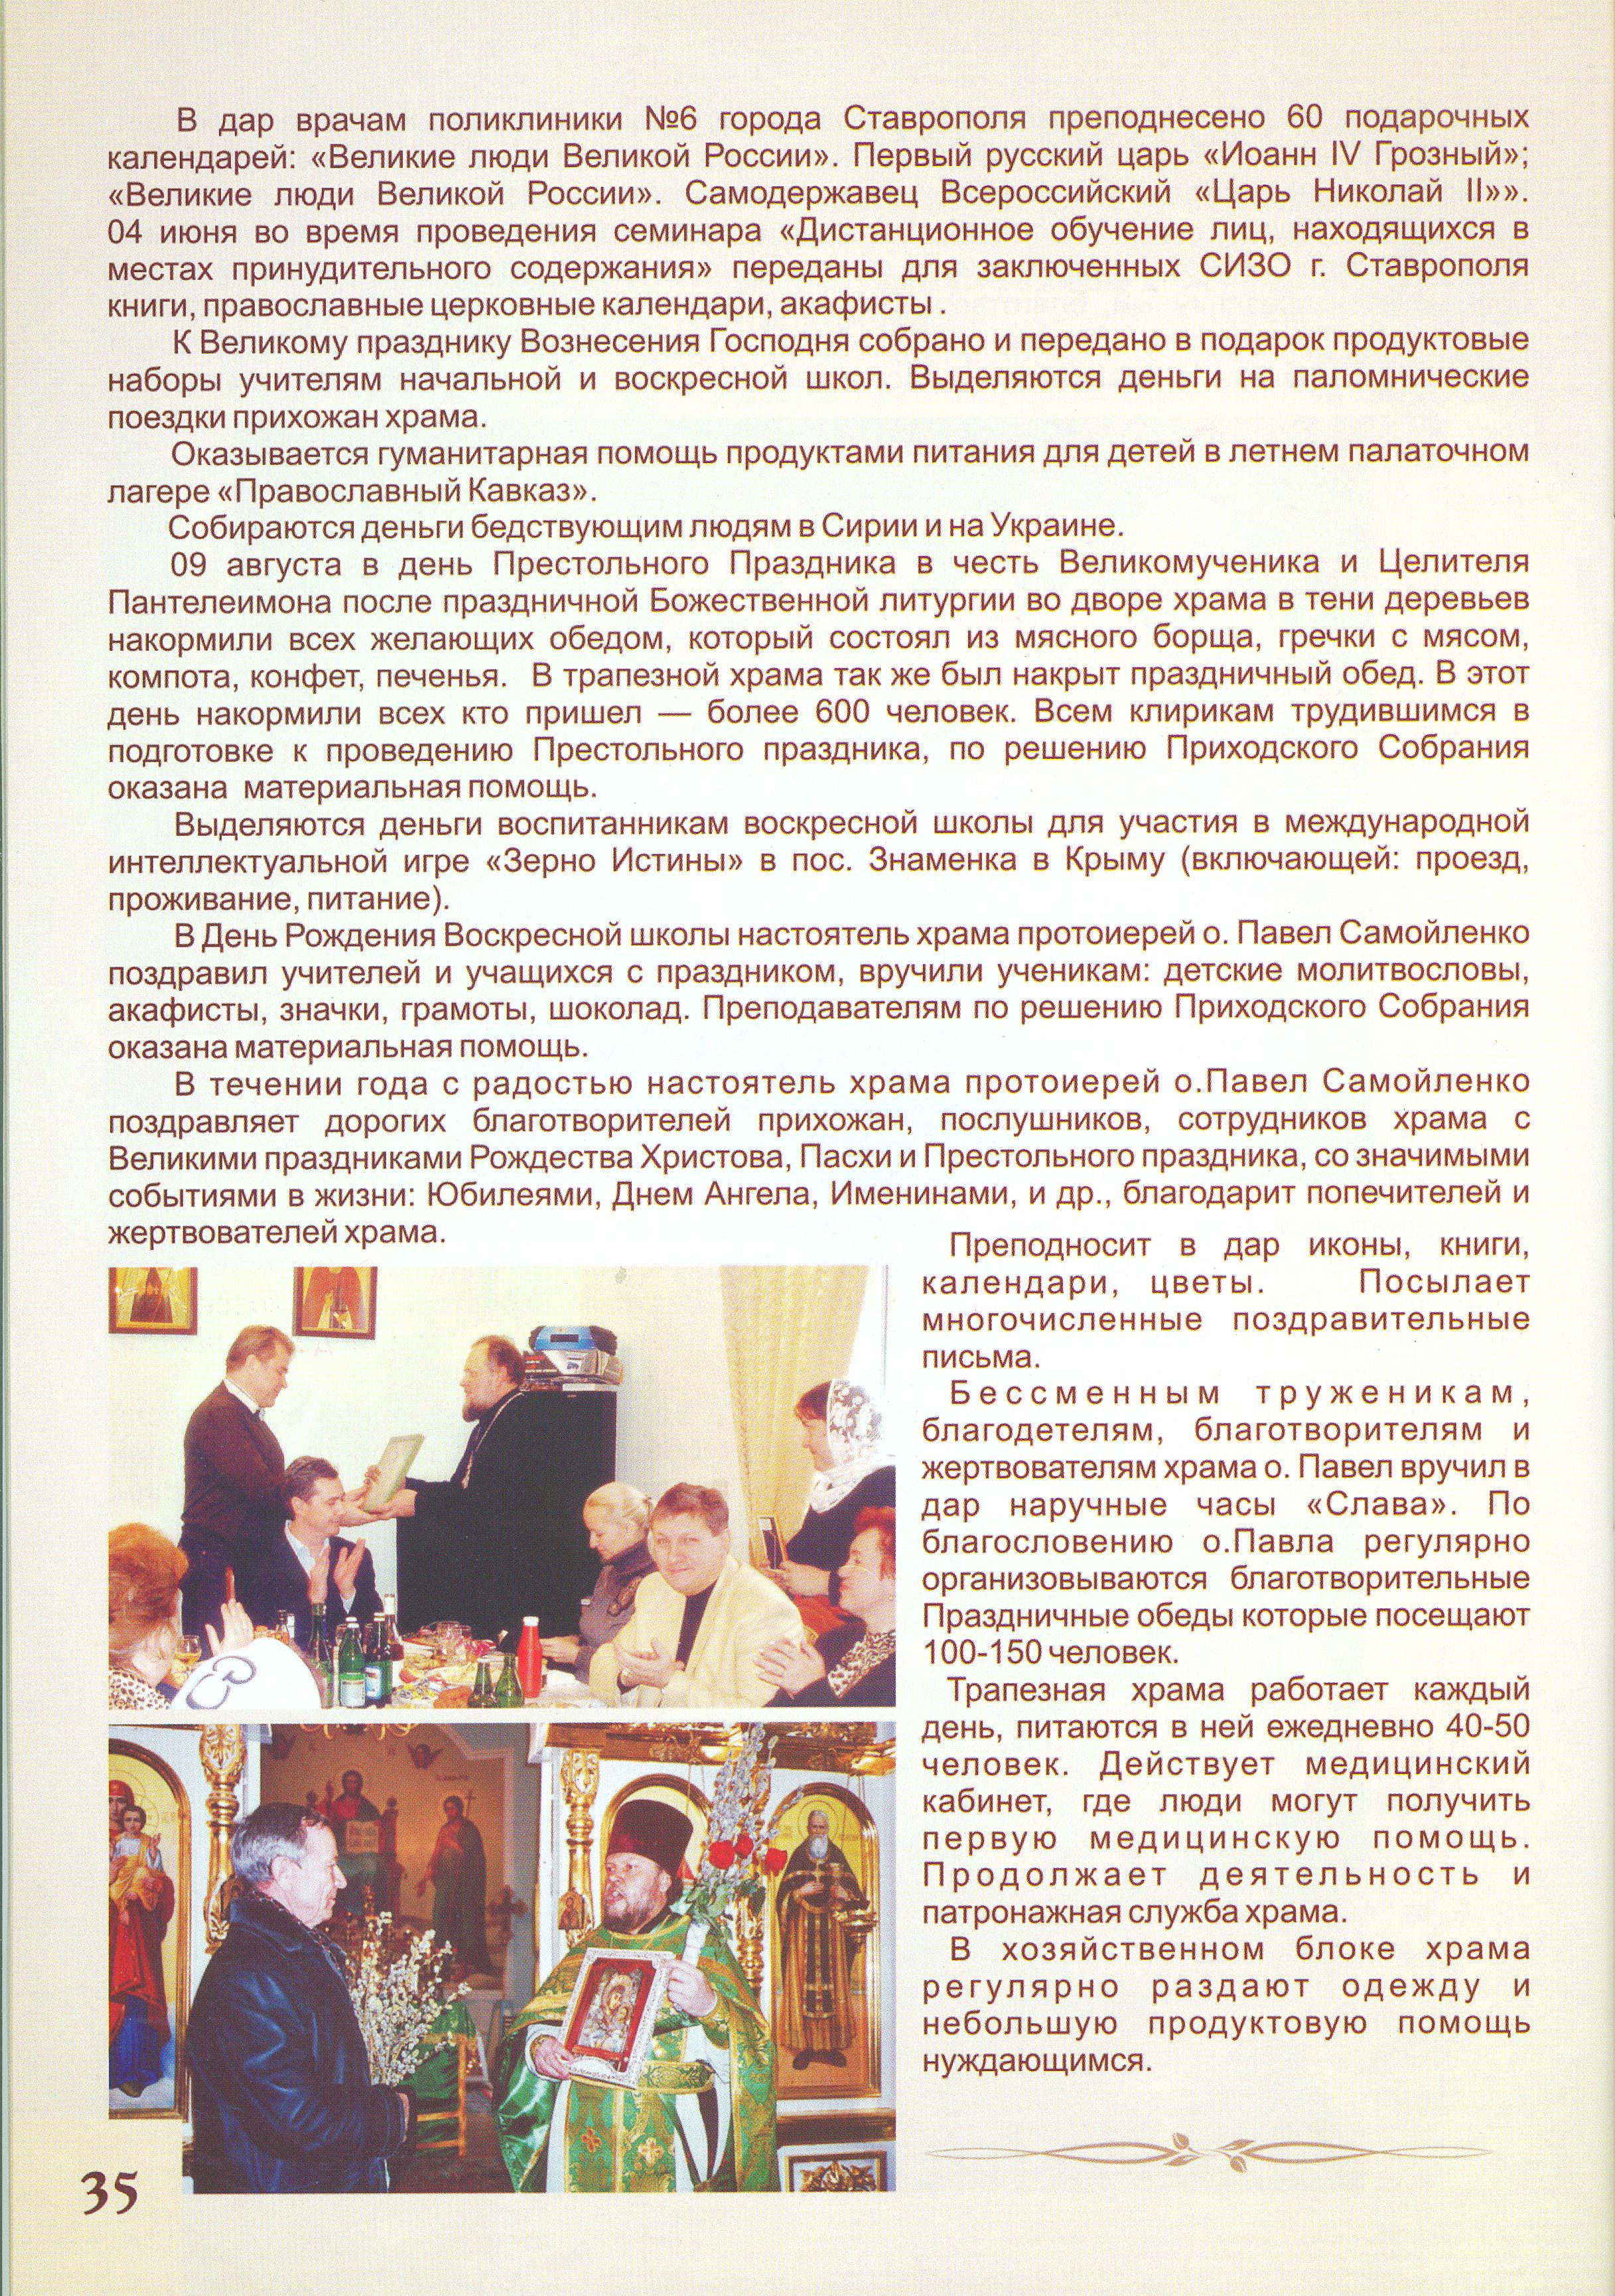 В дар врачам поликлиники №6 города Ставрополя преподнесено 60 подарочных
календарей: «Великие люди Великой России». Первый русский царь «Иоанн IV Грозный»;
«Великие люди Великой России». Самодержавец Всероссийский «Царь Николай II»».
04 июня во время проведения семинара «Дистанционное обучение лиц, находящихся в
местах принудительного содержания» переданы для заключенных СИЗО г. Ставрополя
книги, православные церковные календари, акафисты .
К Великому празднику Вознесения Господня собрано и передано в подарок продуктовые
наборы учителям начальной и воскресной школ. Выделяются деньги на паломнические
поездки прихожан храма.
Оказывается гуманитарная помощь продуктами питания для детей в летнем палаточном
лагере «Православный Кавказ».
Собираются деньги бедствующим людям в Сирии и на Украине.
09 августа в день Престольного Праздника в честь Великомученика и Целителя
Пантелеимона после праздничной Божественной литургии во дворе храма в тени деревьев
накормили всех желающих обедом, который состоял из мясного борща, гречки с мясом,
компота, конфет, печенья. В трапезной храма так же был накрыт праздничный обед. В этот
день накормили всех кто пришел — более 600 человек. Всем клирикам трудившимся в
подготовке к проведению Престольного праздника, по решению Приходского Собрания
оказана материальная помощь.
Выделяются деньги воспитанникам воскресной школы для участия в международной
интеллектуальной игре «Зерно Истины» в пос. Знаменка в Крыму (включающей: проезд,
проживание, питание).
В День Рождения Воскресной школы настоятель храма протоиерей о. Павел Самойленко
поздравил учителей и учащихся с праздником, вручили ученикам: детские молитвословы,
акафисты, значки, грамоты, шоколад. Преподавателям по решению Приходского Собрания
оказана материальная помощь.
В течении года с радостью настоятель храма протоиерей о.Павел Самойленко
поздравляет дорогих благотворителей прихожан, послушников, сотрудников храма с
Великими праздниками Рождества Христова, Пасхи и Престольного праздника, со значимыми
событиями в жизни: Юбилеями, Днем Ангела, Именинами, и др., благодарит попечителей и
жертвователей храма.
Преподносит в дар иконы, книги,
календари, цветы. Посылает
многочисленные поздравительные
письма.
Бессменным труженикам,
благодетелям, благотворителям и
жертвователям храма о. Павел вручил в
дар наручные часы «Слава». По
благословению о.Павла регулярно
организовываются благотворительные
Праздничные обеды которые посещают
100-150 человек.
Трапезная храма работает каждый
день, питаются в ней ежедневно 40-50
человек. Действует медицинский
кабинет, где люди могут получить
первую медицинскую помощь.
Продолжает деятельность и
патронажная служба храма.
В хозяйственном блоке храма
регулярно раздают одежду и
небольшую продуктовую помощь
нуждающимся.
35